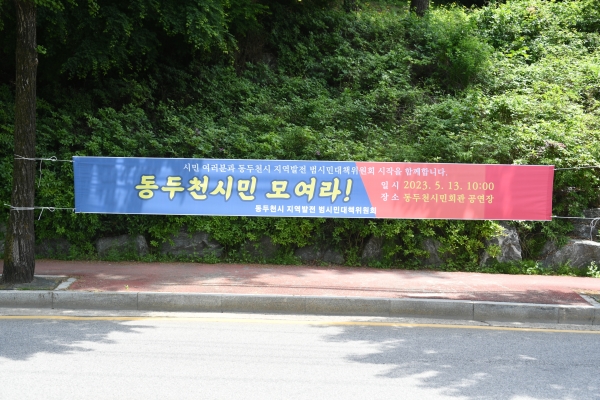 시민 여러분과 동두천시 지역발전 범시민대책위원회 시작을 함께합니다.
동두천시민 모여라!
동두천시 지역발전 범시민대책위원회
일 시 2023. 5. 13. 10:00
장 소 동두천시민회관 공연장